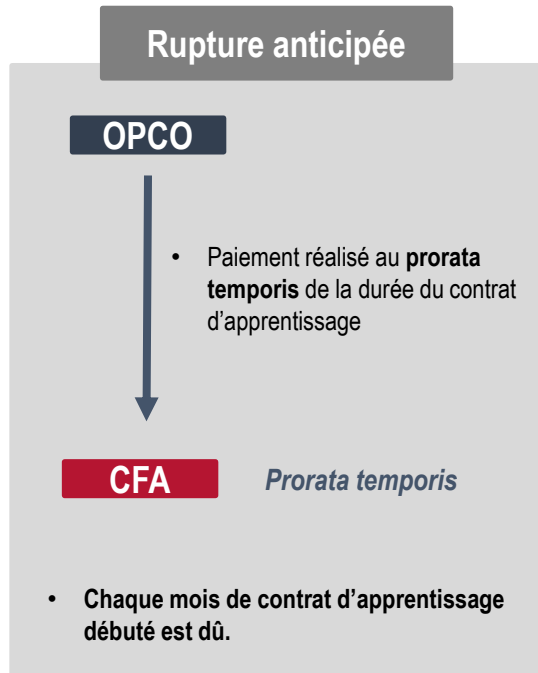 Rupture anticipée
OPCO
• Paiement réalisé au prorata
temporis de la durée du contrat
d’apprentissage
CFA
Prorata temporis
• Chaque mois de contrat d’apprentissage
débuté est dû.